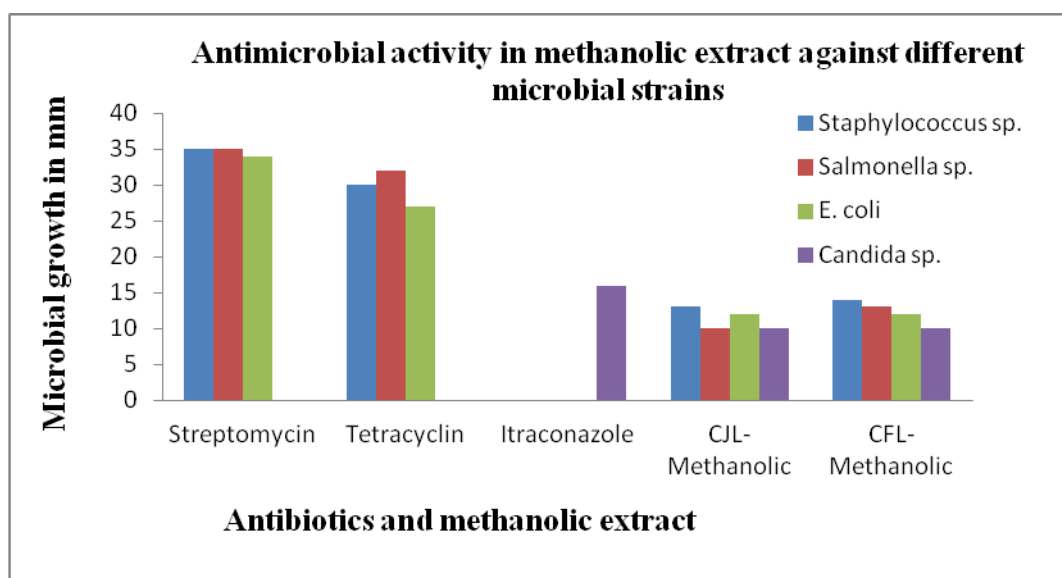 Antimicrobial activity in methanolic extract against different
microbial strains
Microbial growth in mm
40
35
30
25
20
15
10
5
0
Staphylococcus sp.
Salmonella sp.
E. coli
Candida sp.
Streptomycin Tetracyclin Itraconazole CJL- CFL-
Methanolic Methanolic
Antibiotics and methanolic extract